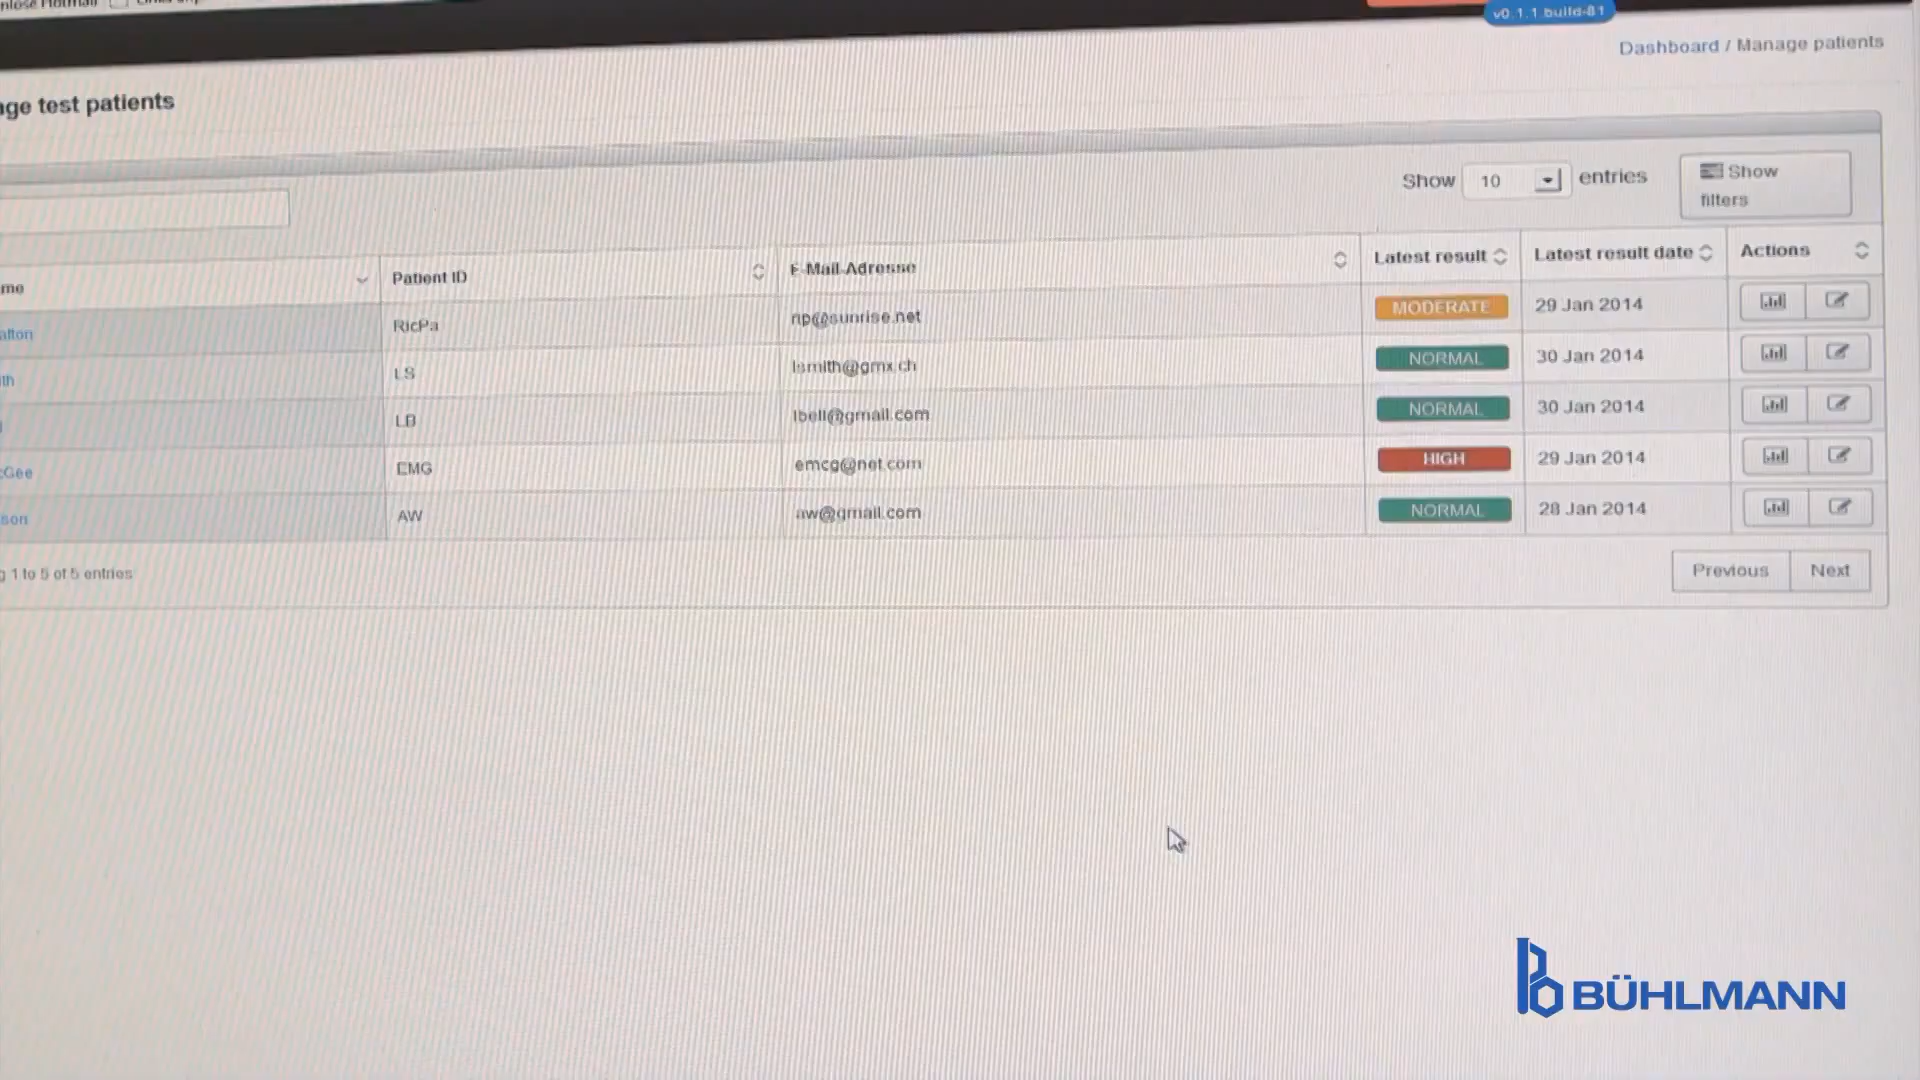 v0.1.1 build-81
Dashboard / Manage patients
ge test patients
Show 10 entries
Show filters
me Patient ID E-Mail-Adresse Latest result Latest result date Actions
atton RicPa rip@sunrise.net MODERATE 29 Jan 2014
th LS lsmith@gmx.ch NORMAL 30 Jan 2014
LB lbell@gmail.com NORMAL 30 Jan 2014
cGee EMG emcg@net.com HIGH 29 Jan 2014
son AW aw@gmail.com NORMAL 28 Jan 2014
g 1 to 5 of 5 entries
Previous Next
BÜHLMANN